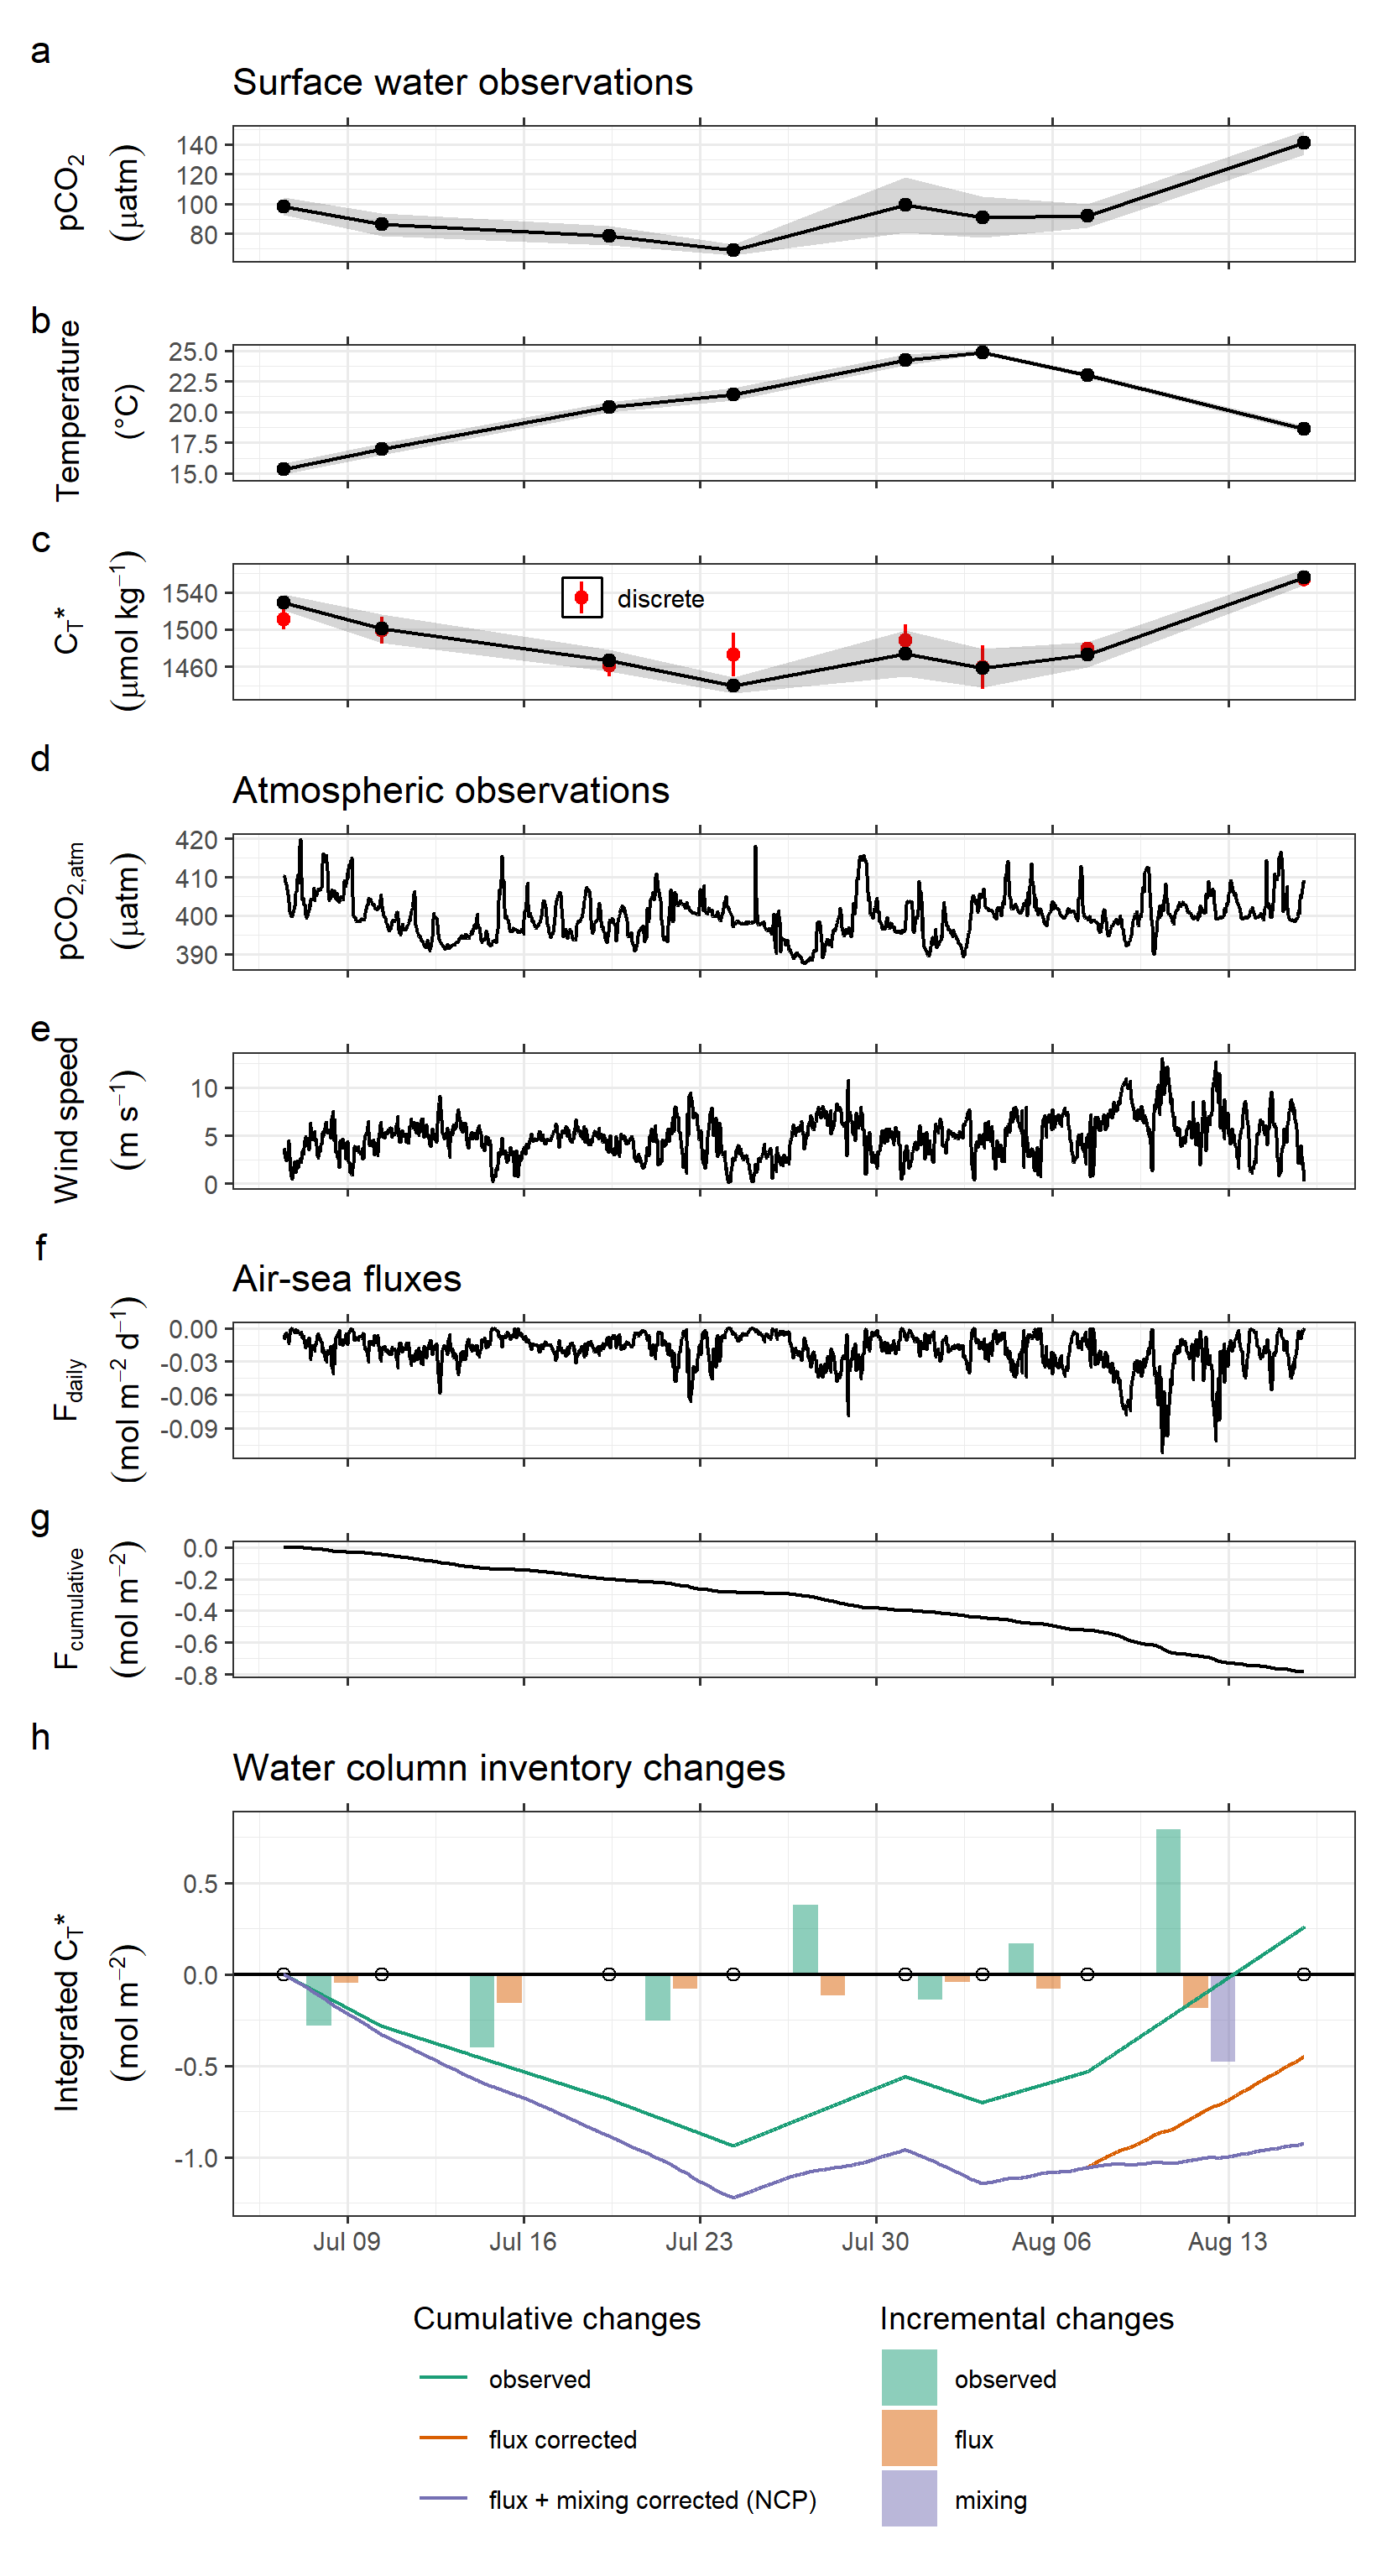 a
Surface water observations
pCO₂
(µatm)
140
120
100
80
b
Temperature
(°C)
25.0
22.5
20.0
17.5
15.0
c
C_T*
(µmol kg⁻¹)
1540
1500
1460
discrete
d
Atmospheric observations
pCO₂,atm
(µatm)
420
410
400
390
e
Wind speed
(m s⁻¹)
10
5
0
f
Air-sea fluxes
F_daily
(mol m⁻² d⁻¹)
0.00
-0.03
-0.06
-0.09
g
F_cumulative
(mol m⁻²)
0.0
-0.2
-0.4
-0.6
-0.8
h
Water column inventory changes
Integrated C_T*
(mol m⁻²)
0.5
0.0
-0.5
-1.0
Jul 09 Jul 16 Jul 23 Jul 30 Aug 06 Aug 13
Cumulative changes
observed
flux corrected
flux + mixing corrected (NCP)
Incremental changes
observed
flux
mixing